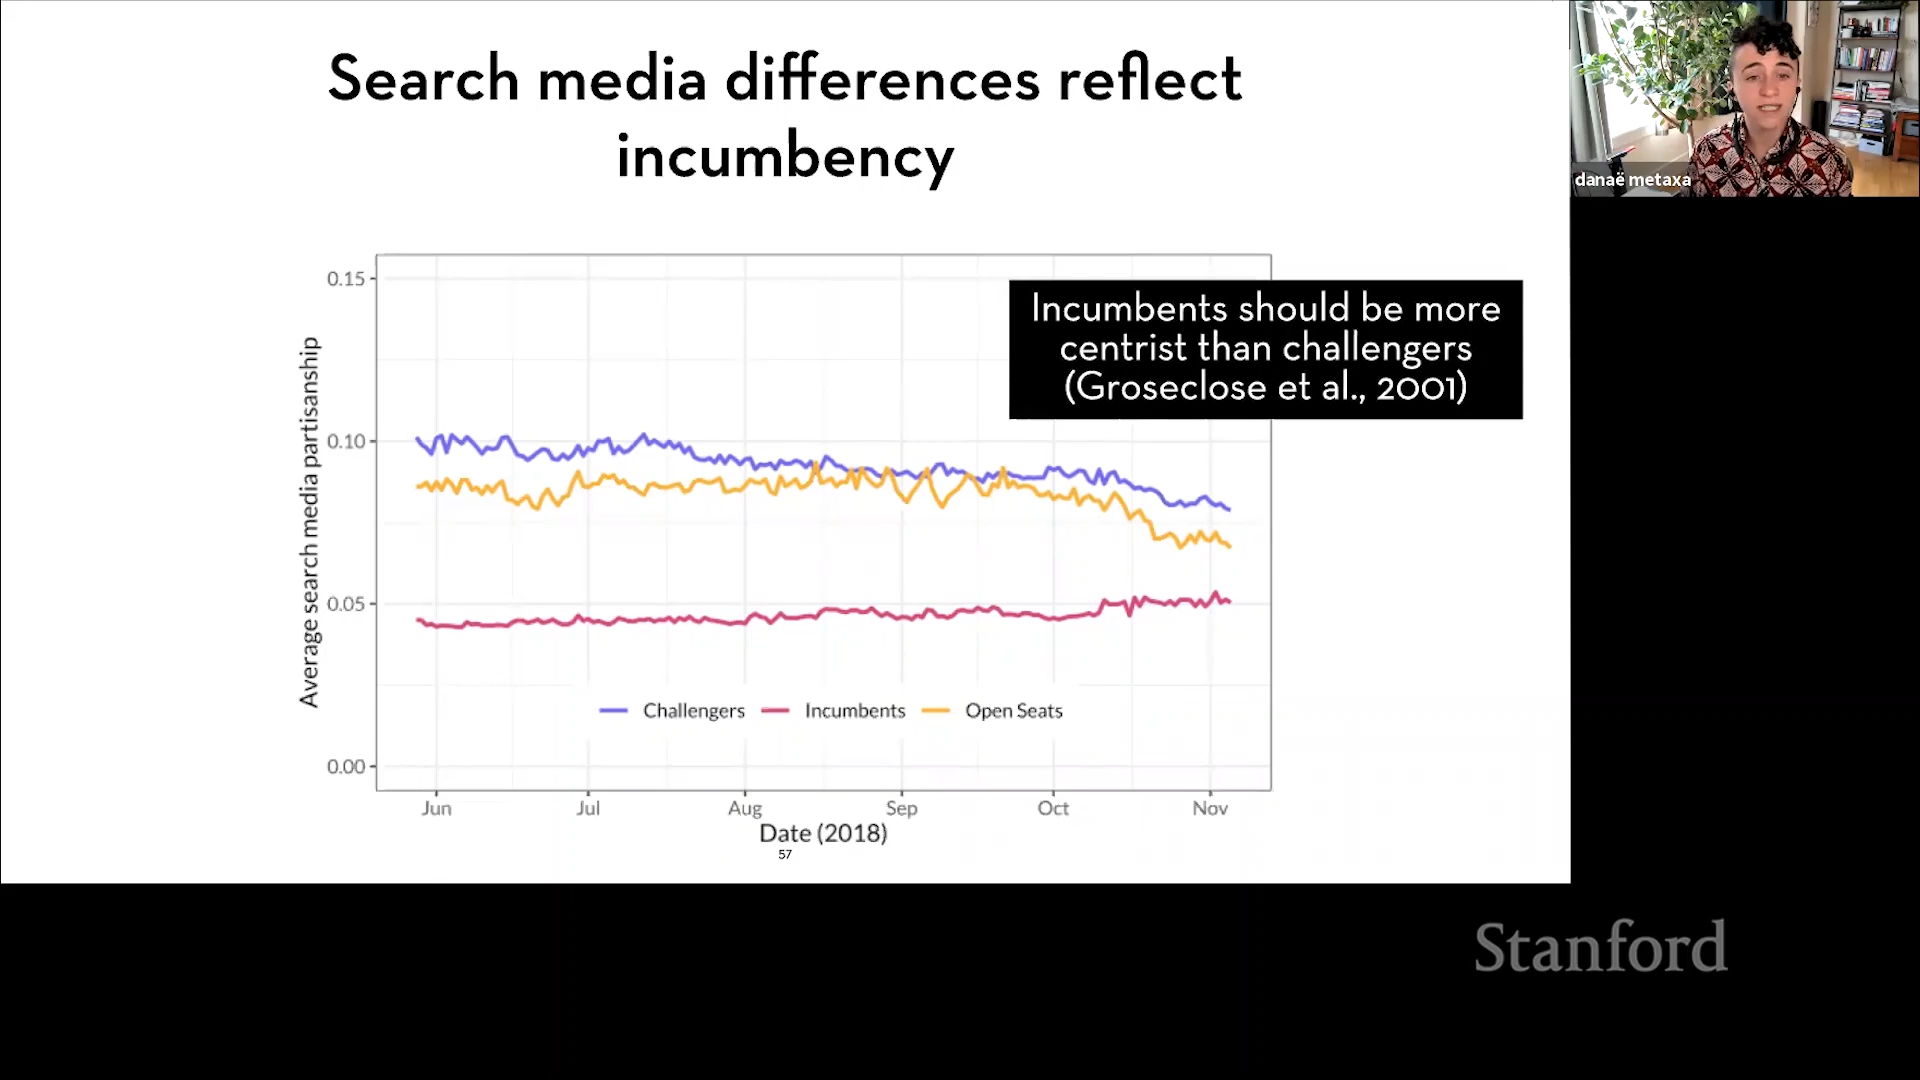 Search media differences reflect
incumbency
danaë metaxa
Incumbents should be more
centrist than challengers
(Groseclose et al., 2001)
Average search media partisanship
0.15
0.10
0.05
0.00
Challengers Incumbents Open Seats
Jun Jul Aug Sep Oct Nov
Date (2018)
57
Stanford